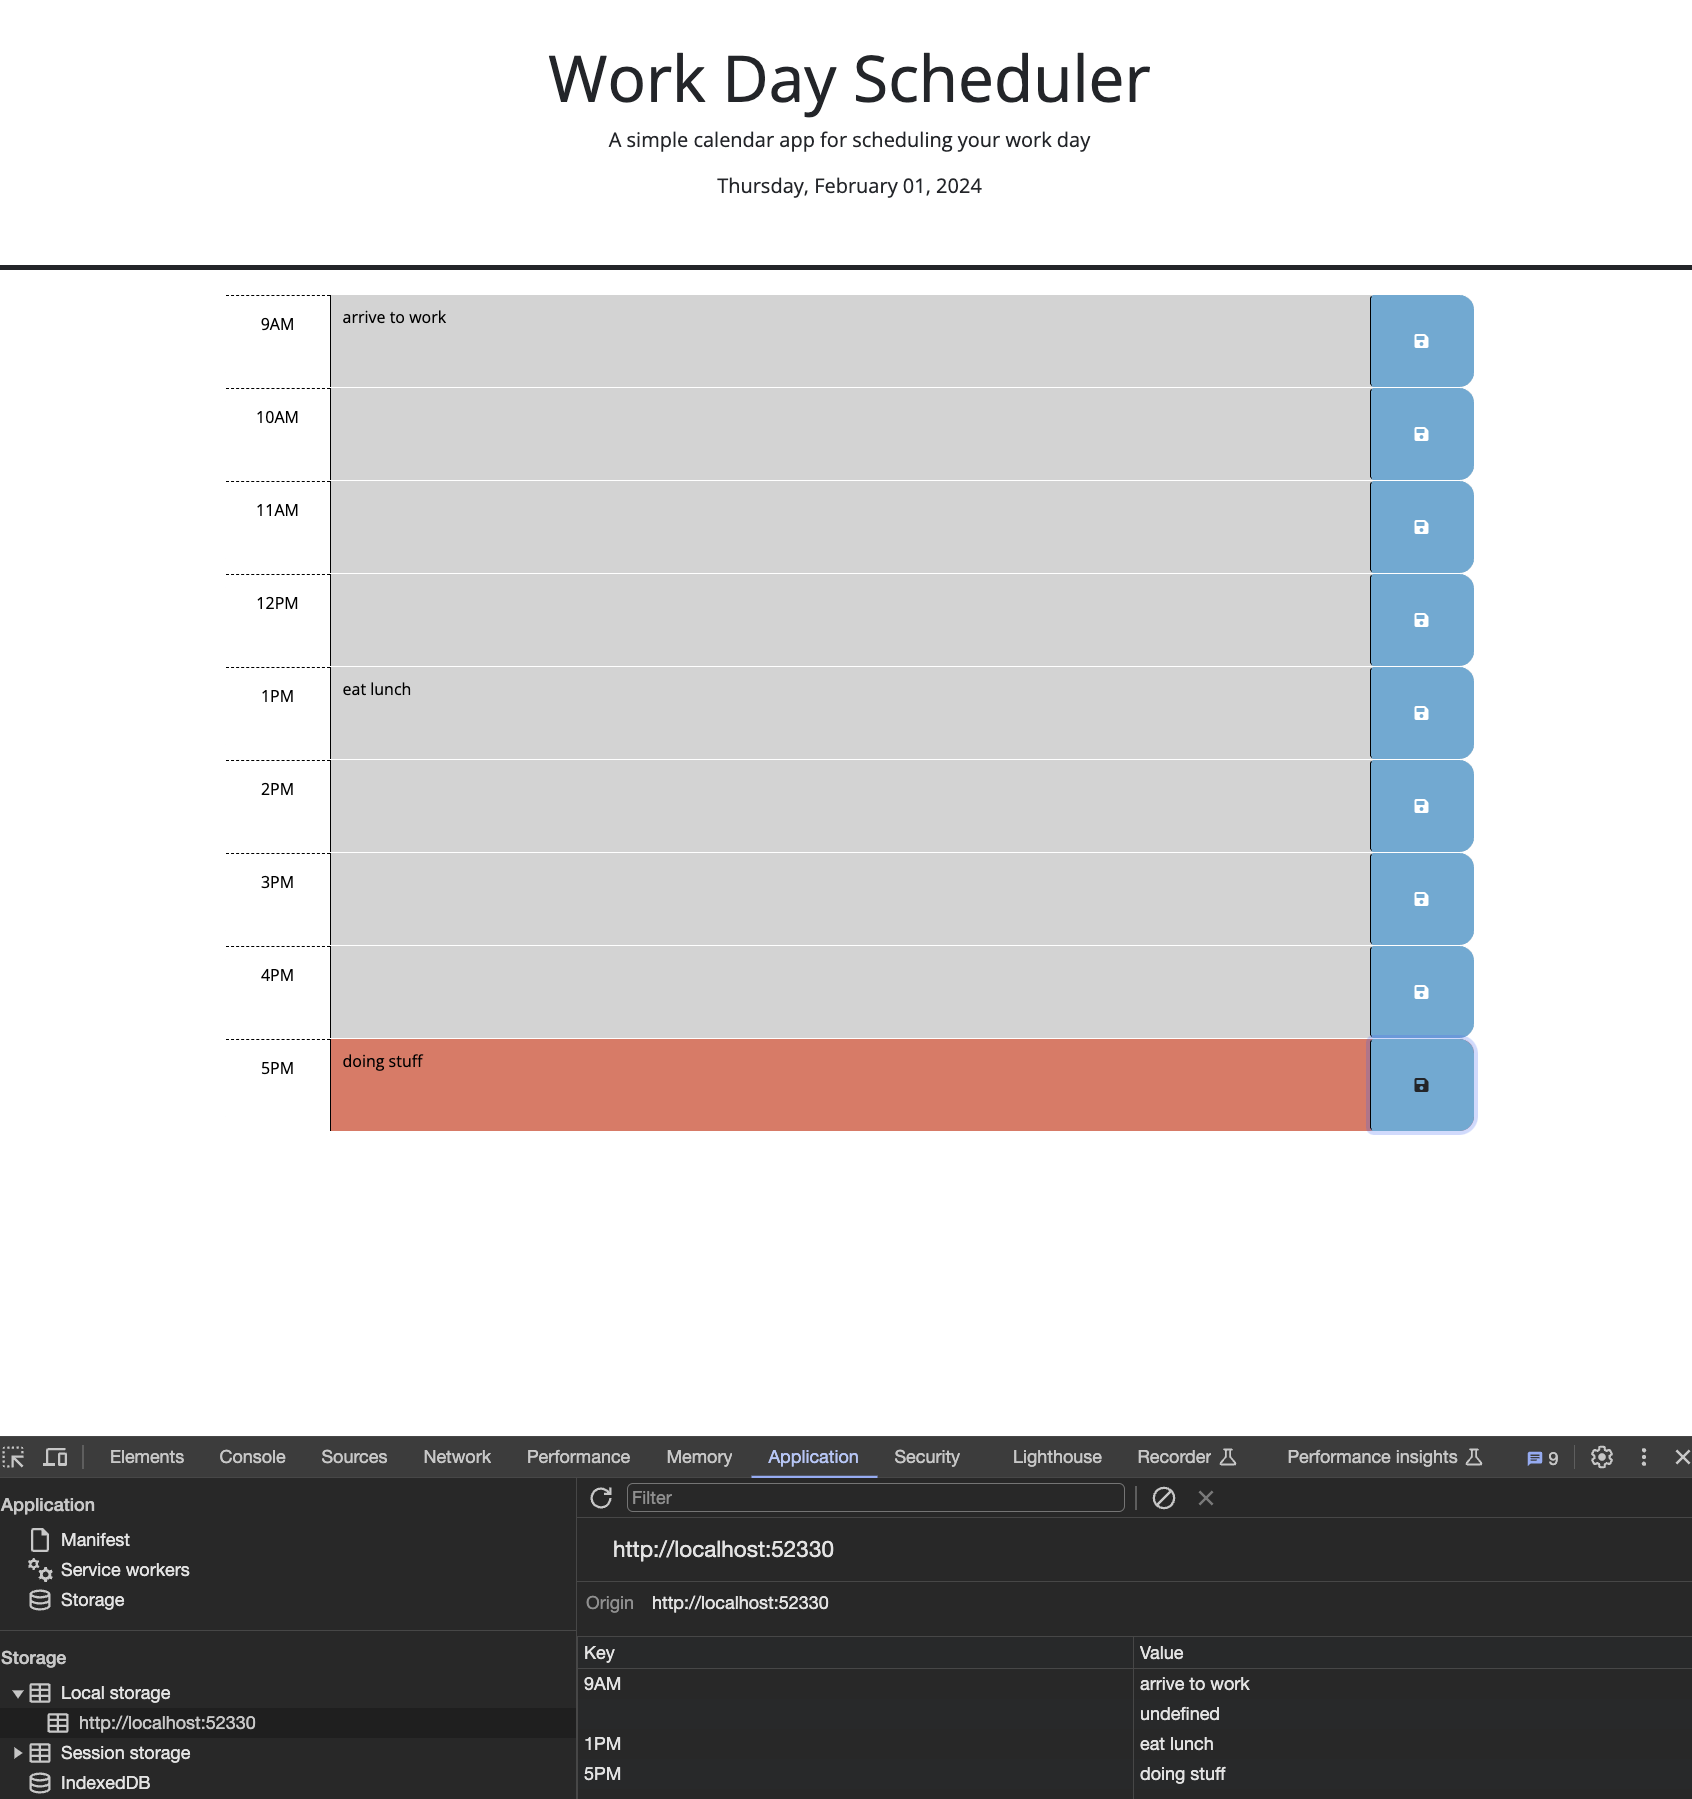 Work Day Scheduler
A simple calendar app for scheduling your work day
Thursday, February 01, 2024
9AM arrive to work
10AM
11AM
12PM
1PM eat lunch
2PM
3PM
4PM
5PM doing stuff
Elements Console Sources Network Performance Memory Application Security Lighthouse Recorder Performance insights 9
Application
Manifest
Service workers
Storage
Storage
Local storage
http://localhost:52330
Session storage
IndexedDB
Filter
http://localhost:52330
Origin http://localhost:52330
Key Value
9AM arrive to work
undefined
1PM eat lunch
5PM doing stuff